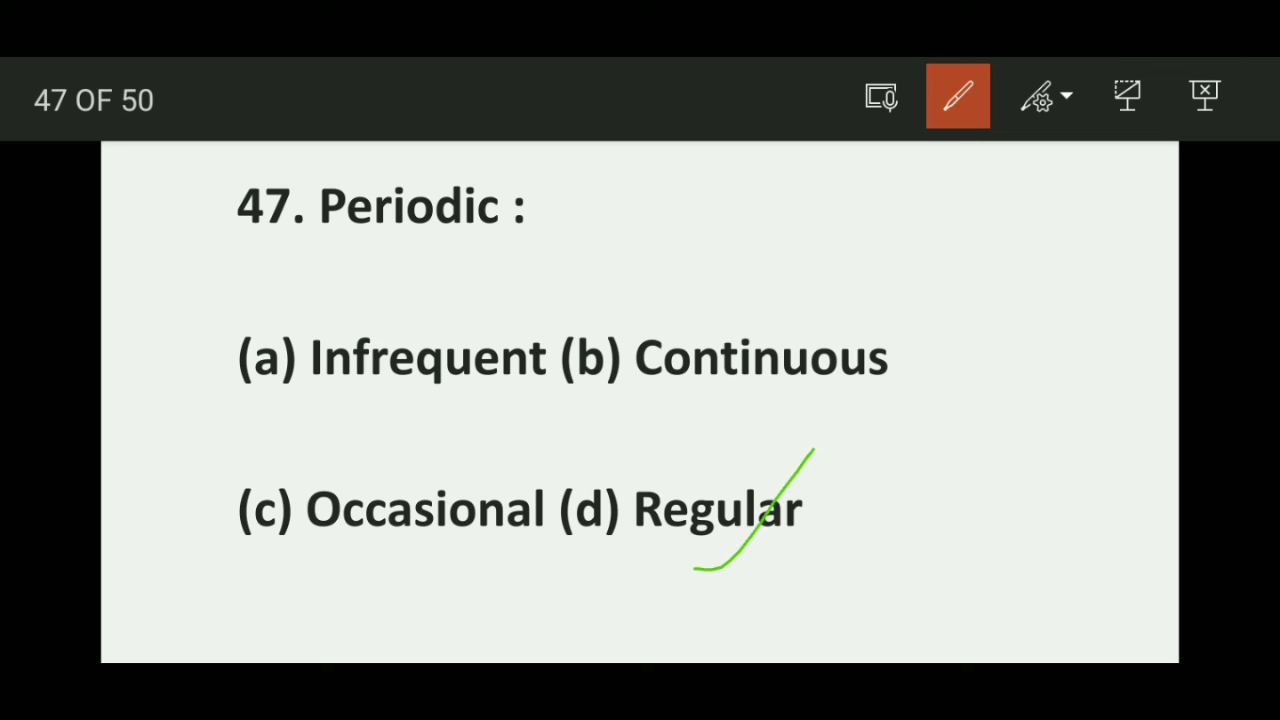 47 OF 50
47. Periodic :
(a) Infrequent (b) Continuous
(c) Occasional (d) Regular